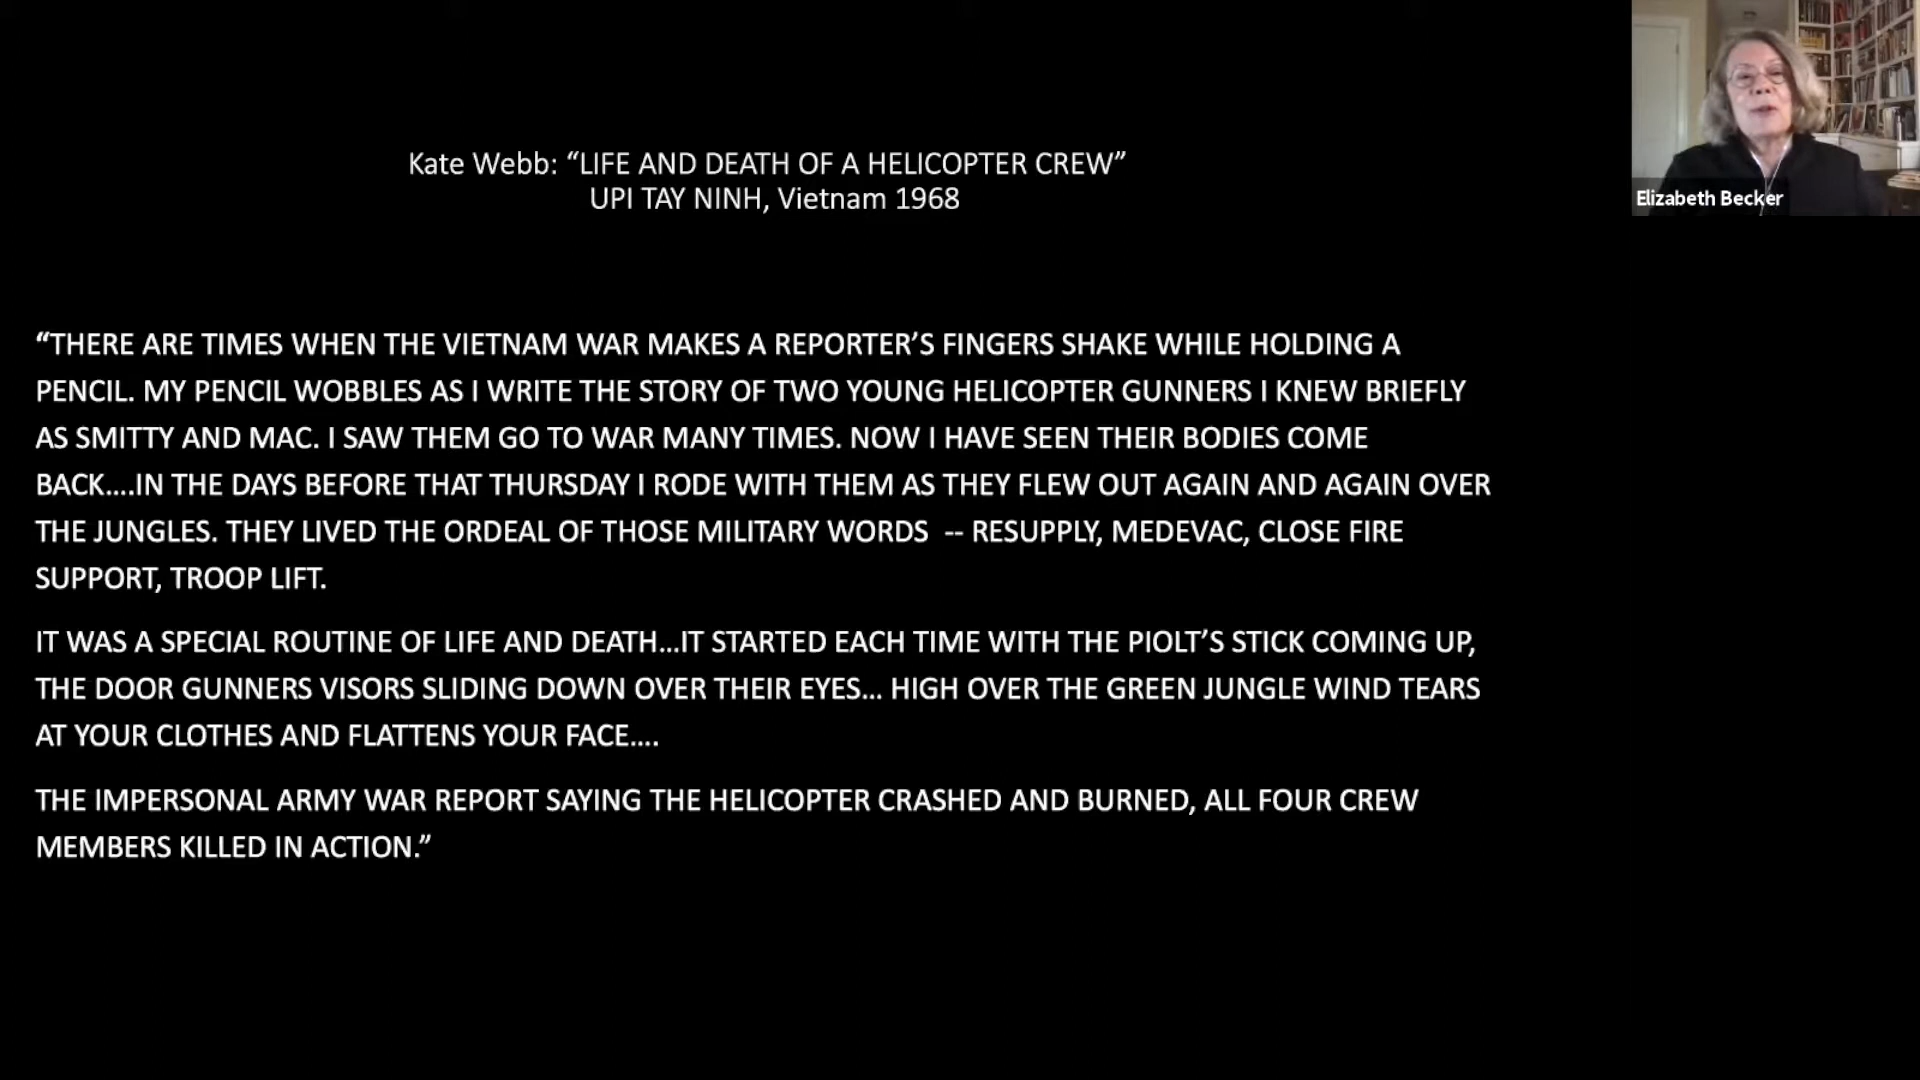 Kate Webb: “LIFE AND DEATH OF A HELICOPTER CREW”
UPI TAY NINH, Vietnam 1968
Elizabeth Becker
“THERE ARE TIMES WHEN THE VIETNAM WAR MAKES A REPORTER’S FINGERS SHAKE WHILE HOLDING A
PENCIL. MY PENCIL WOBBLES AS I WRITE THE STORY OF TWO YOUNG HELICOPTER GUNNERS I KNEW BRIEFLY
AS SMITTY AND MAC. I SAW THEM GO TO WAR MANY TIMES. NOW I HAVE SEEN THEIR BODIES COME
BACK....IN THE DAYS BEFORE THAT THURSDAY I RODE WITH THEM AS THEY FLEW OUT AGAIN AND AGAIN OVER
THE JUNGLES. THEY LIVED THE ORDEAL OF THOSE MILITARY WORDS -- RESUPPLY, MEDEVAC, CLOSE FIRE
SUPPORT, TROOP LIFT.
IT WAS A SPECIAL ROUTINE OF LIFE AND DEATH...IT STARTED EACH TIME WITH THE PIOLT’S STICK COMING UP,
THE DOOR GUNNERS VISORS SLIDING DOWN OVER THEIR EYES... HIGH OVER THE GREEN JUNGLE WIND TEARS
AT YOUR CLOTHES AND FLATTENS YOUR FACE....
THE IMPERSONAL ARMY WAR REPORT SAYING THE HELICOPTER CRASHED AND BURNED, ALL FOUR CREW
MEMBERS KILLED IN ACTION.”